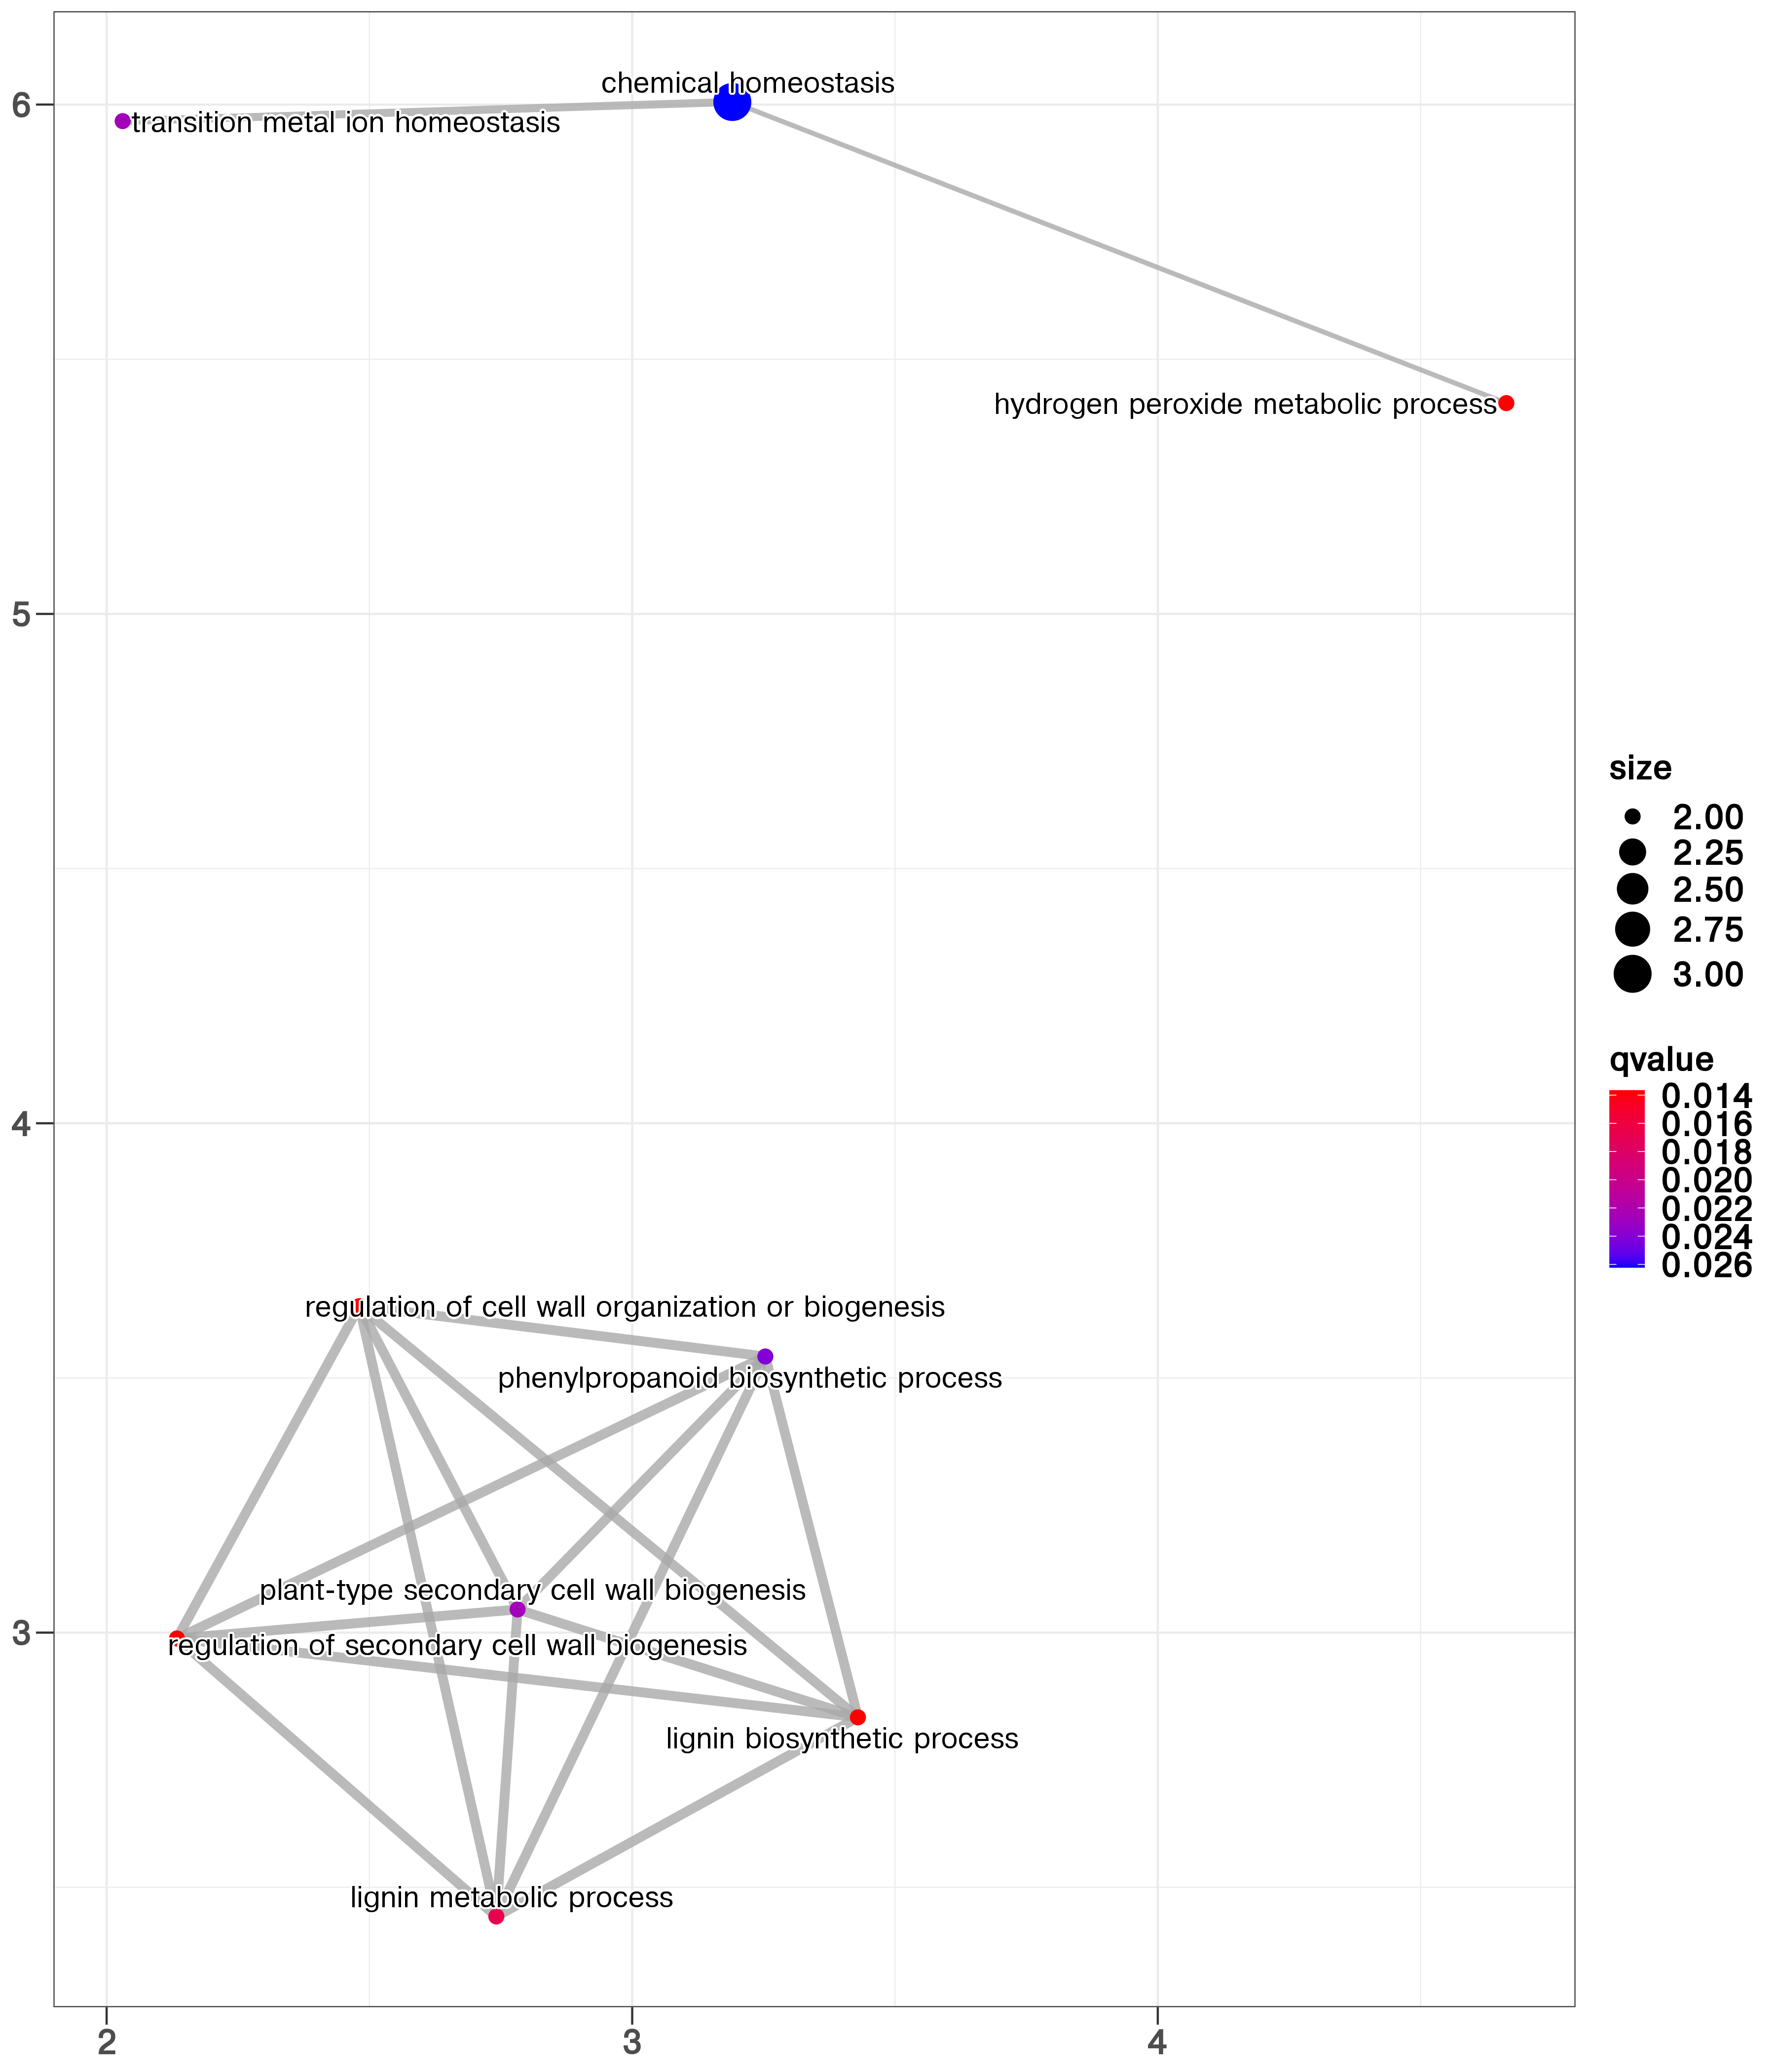 chemical homeostasis
transition metal ion homeostasis
hydrogen peroxide metabolic process
regulation of cell wall organization or biogenesis
phenylpropanoid biosynthetic process
plant-type secondary cell wall biogenesis
regulation of secondary cell wall biogenesis
lignin biosynthetic process
lignin metabolic process
6
5
4
3
2
3
4
size
2.00
2.25
2.50
2.75
3.00
qvalue
0.014
0.016
0.018
0.020
0.022
0.024
0.026